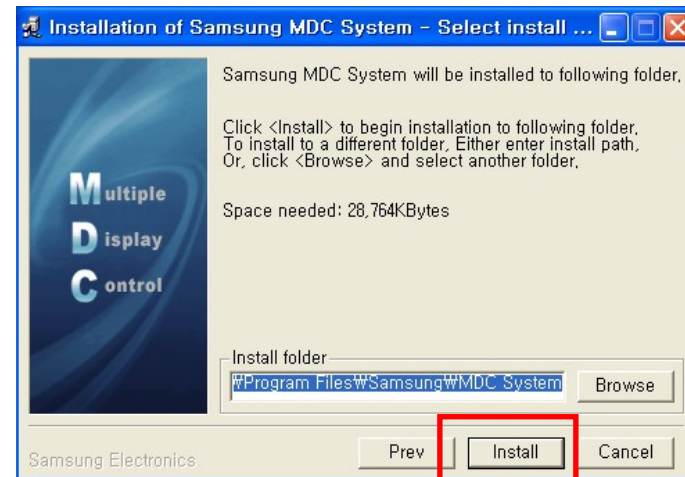 Installation of Samsung MDC System - Select install ...
Samsung MDC System will be installed to following folder,
Click <Install> to begin installation to following folder,
To install to a different folder, Either enter install path,
Or, click <Browse> and select another folder,
Multiple
Display
Control
Space needed: 28,764KBytes
Install folder
₩Program Files₩Samsung₩MDC System
Browse
Samsung Electronics
Prev
Install
Cancel